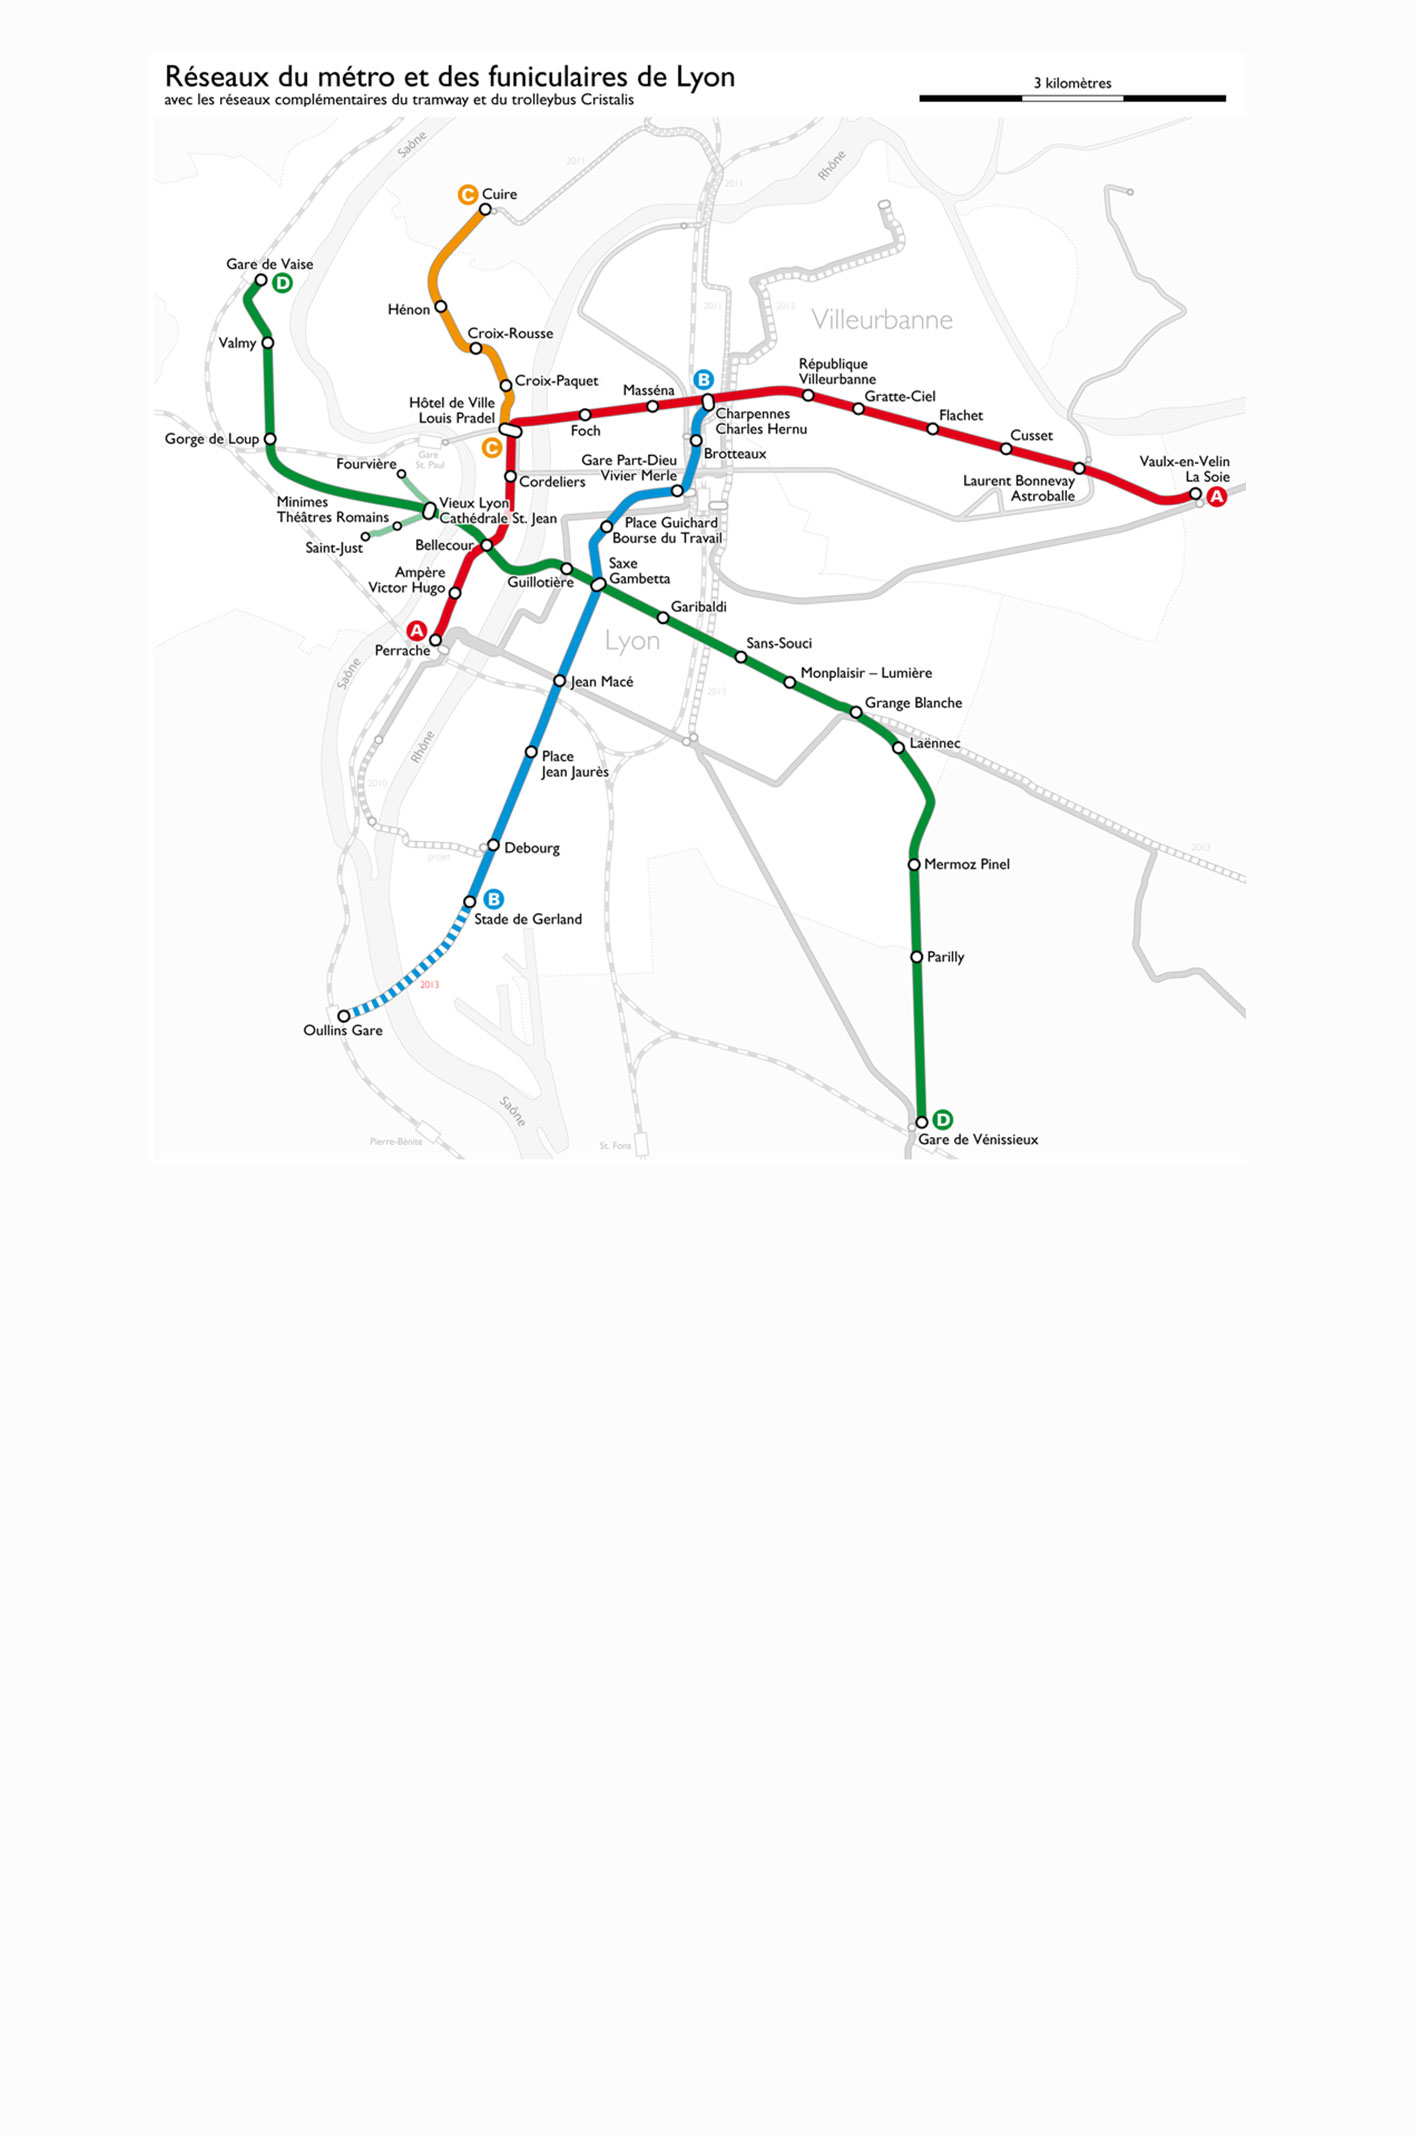 Réseaux du métro et des funiculaires de Lyon
avec les réseaux complémentaires du tramway et du trolleybus Cristalis
3 kilomètres
Saône
2011
Rhône
2011
C Cuire
Gare de Vaise
D
Hénon
2011
2013
Villeurbanne
Croix-Rousse
Valmy
République
Villeurbanne
B
Croix-Paquet
Masséna
Gratte-Ciel
Hôtel de Ville
Louis Pradel
Charpennes
Charles Hernu
Flachet
Foch
Cusset
Gorge de Loup
C
Gare
St. Paul
Brotteaux
Fourvière
Gare Part-Dieu
Vivier Merle
Vaulx-en-Velin
La Soie
A
Cordeliers
Laurent Bonnevay
Astroballe
Minimes
Théâtres Romains
Vieux Lyon
Cathédrale St. Jean
Place Guichard
Bourse du Travail
Saint-Just
Bellecour
Saxe
Gambetta
Ampère
Victor Hugo
Guillotière
Garibaldi
A
Perrache
Lyon
Sans-Souci
Saône
Monplaisir – Lumière
Jean Macé
2013
Grange Blanche
Rhône
Laënnec
Place
Jean Jaurès
2010
Debourg
projet
2013
Mermoz Pinel
B
Stade de Gerland
Parilly
2013
Oullins Gare
Saône
D
Pierre-Bénite
St. Fons
Gare de Vénissieux